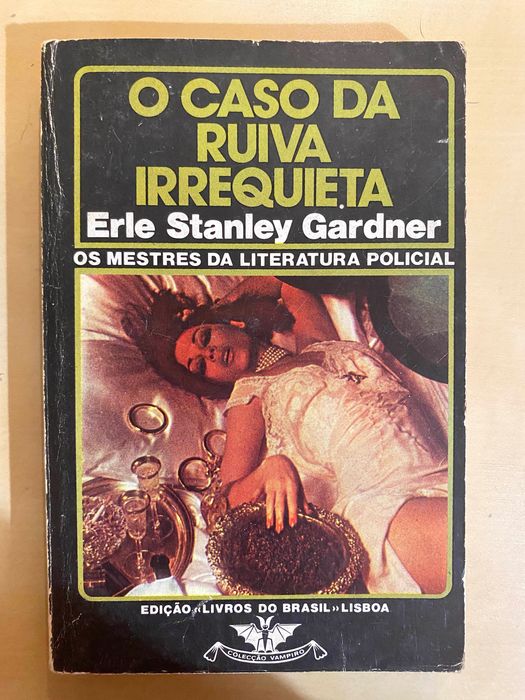 O CASO DA
RUIVA
IRREQUIETA
Erle Stanley Gardner
OS MESTRES DA LITERATURA POLICIAL
EDIÇÃO «LIVROS DO BRASIL» LISBOA
COLECÇÃO VAMPIRO